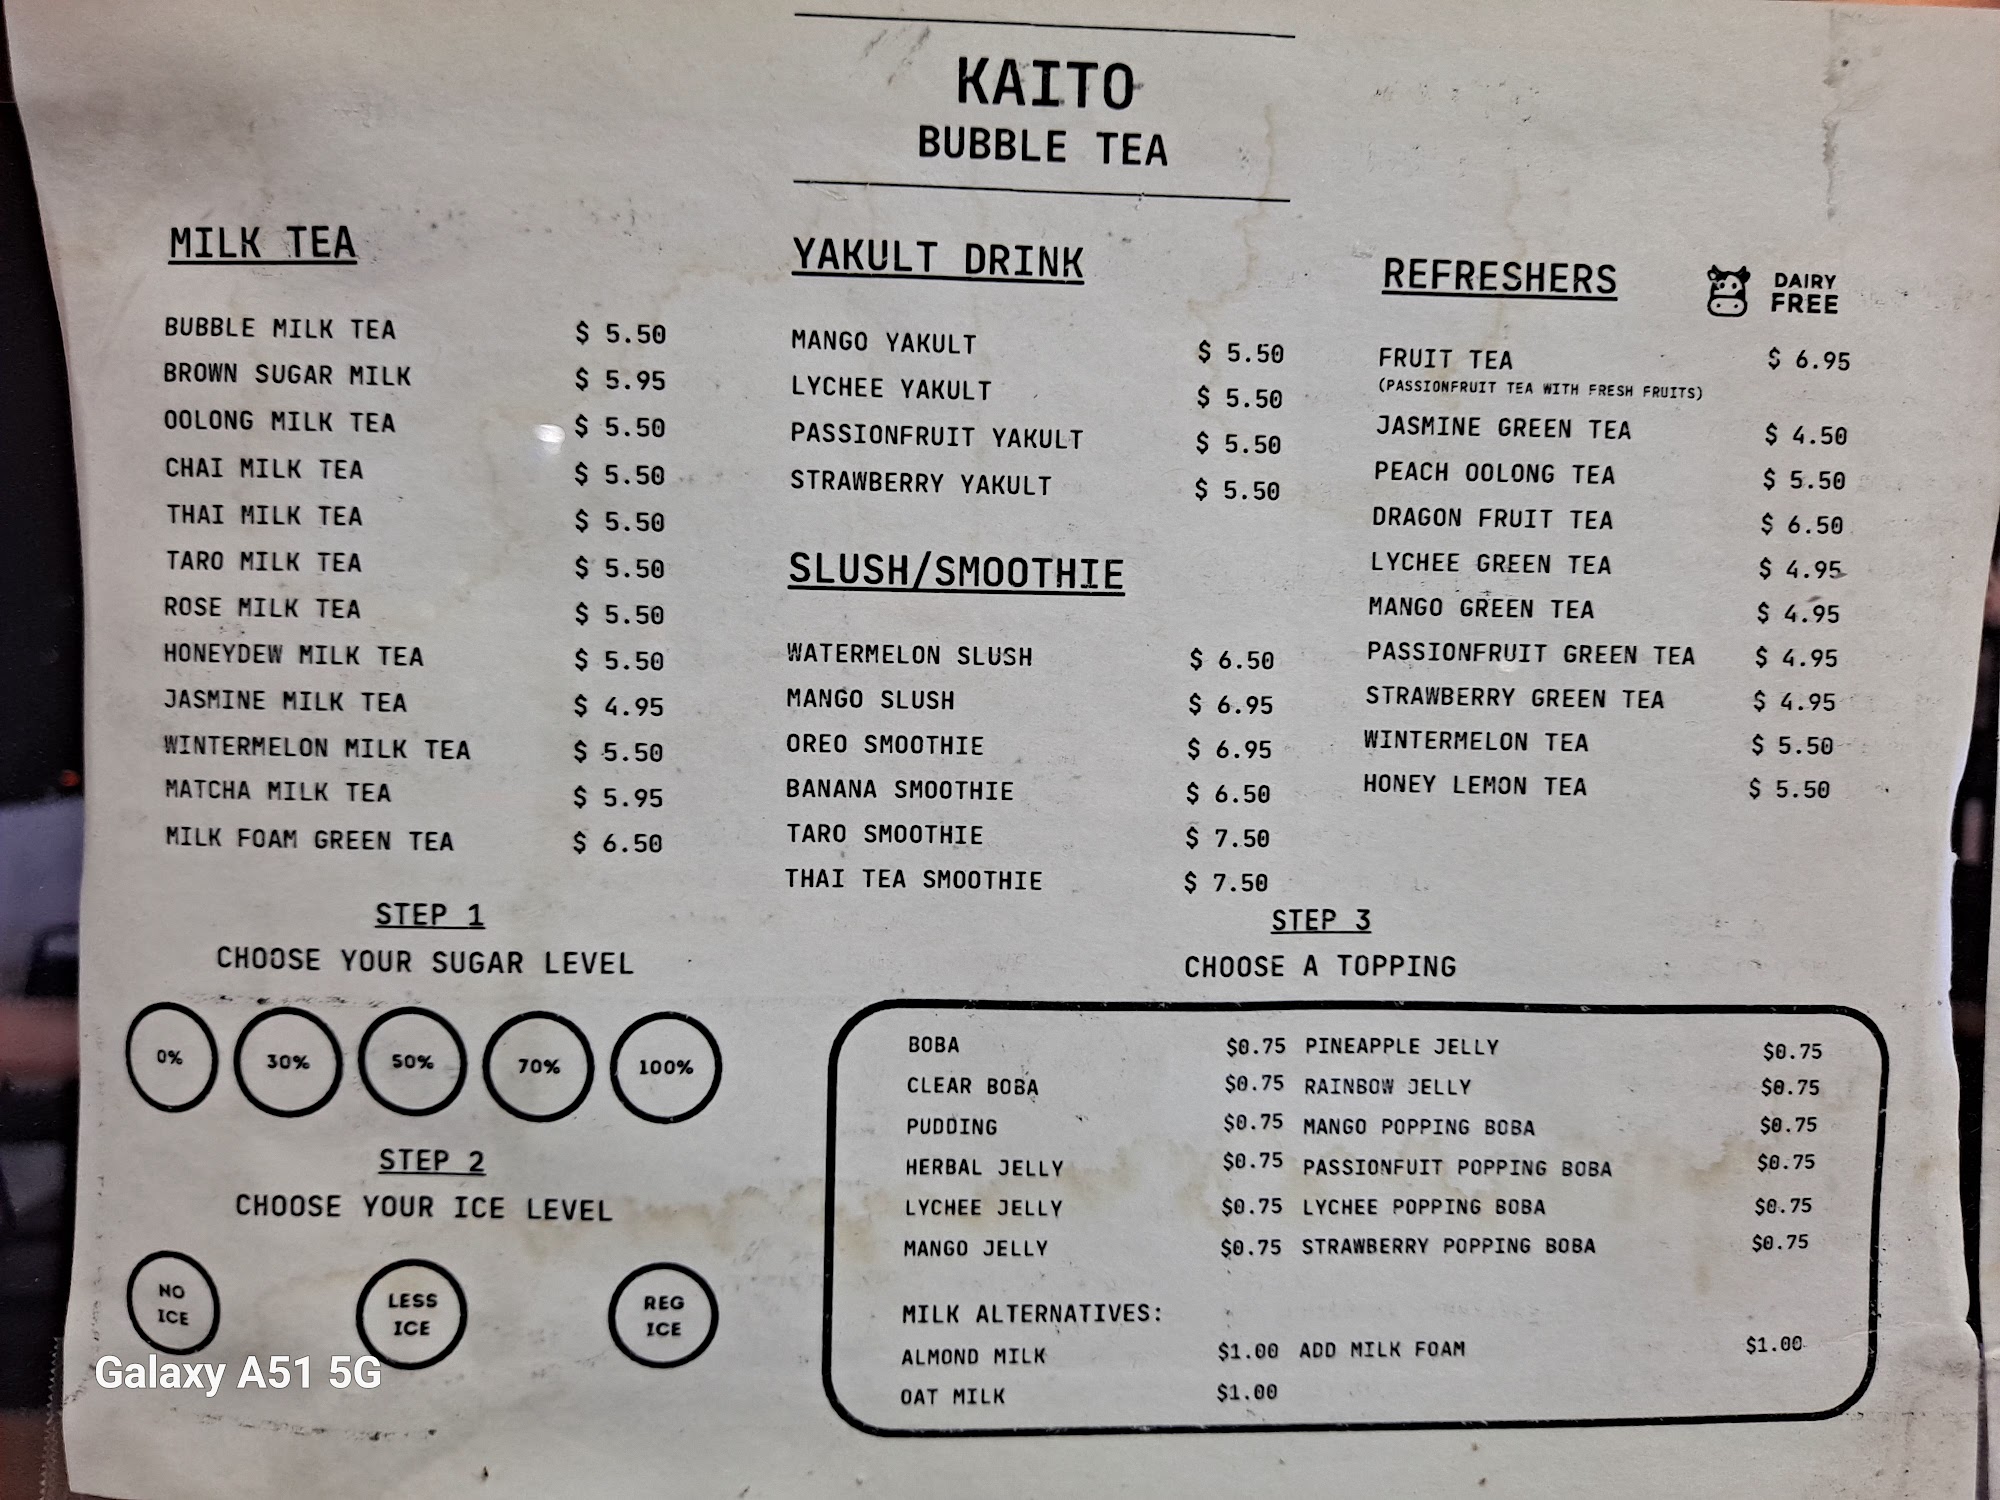 KAITO
BUBBLE TEA
MILK TEA
BUBBLE MILK TEA $ 5.50
BROWN SUGAR MILK $ 5.95
OOLONG MILK TEA $ 5.50
CHAI MILK TEA $ 5.50
THAI MILK TEA $ 5.50
TARO MILK TEA $ 5.50
ROSE MILK TEA $ 5.50
HONEYDEW MILK TEA $ 5.50
JASMINE MILK TEA $ 4.95
WINTERMELON MILK TEA $ 5.50
MATCHA MILK TEA $ 5.95
MILK FOAM GREEN TEA $ 6.50
YAKULT DRINK
MANGO YAKULT $ 5.50
LYCHEE YAKULT $ 5.50
PASSIONFRUIT YAKULT $ 5.50
STRAWBERRY YAKULT $ 5.50
SLUSH/SMOOTHIE
WATERMELON SLUSH $ 6.50
MANGO SLUSH $ 6.95
OREO SMOOTHIE $ 6.95
BANANA SMOOTHIE $ 6.50
TARO SMOOTHIE $ 7.50
THAI TEA SMOOTHIE $ 7.50
REFRESHERS
DAIRY
FREE
FRUIT TEA $ 6.95
(PASSIONFRUIT TEA WITH FRESH FRUITS)
JASMINE GREEN TEA $ 4.50
PEACH OOLONG TEA $ 5.50
DRAGON FRUIT TEA $ 6.50
LYCHEE GREEN TEA $ 4.95
MANGO GREEN TEA $ 4.95
PASSIONFRUIT GREEN TEA $ 4.95
STRAWBERRY GREEN TEA $ 4.95
WINTERMELON TEA $ 5.50
HONEY LEMON TEA $ 5.50
STEP 1
CHOOSE YOUR SUGAR LEVEL
0% 30% 50% 70% 100%
STEP 2
CHOOSE YOUR ICE LEVEL
NO
ICE
LESS
ICE
REG
ICE
STEP 3
CHOOSE A TOPPING
BOBA $0.75 PINEAPPLE JELLY $0.75
CLEAR BOBA $0.75 RAINBOW JELLY $0.75
PUDDING $0.75 MANGO POPPING BOBA $0.75
HERBAL JELLY $0.75 PASSIONFUIT POPPING BOBA $0.75
LYCHEE JELLY $0.75 LYCHEE POPPING BOBA $0.75
MANGO JELLY $0.75 STRAWBERRY POPPING BOBA $0.75
MILK ALTERNATIVES:
ALMOND MILK $1.00 ADD MILK FOAM $1.00
OAT MILK $1.00
Galaxy A51 5G